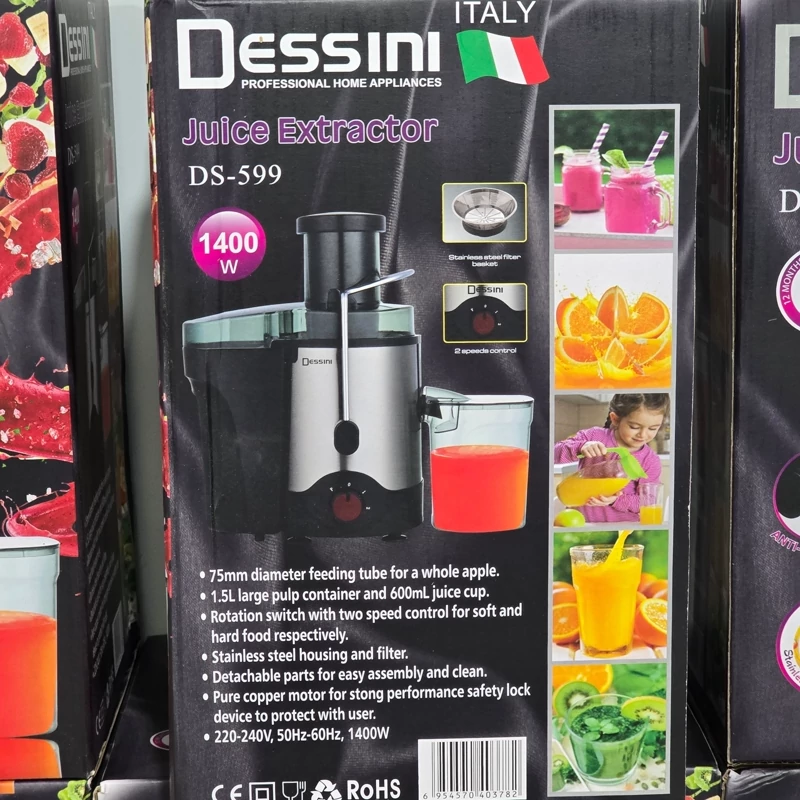 ITALY
DESSINI
PROFESSIONAL HOME APPLIANCES
Juice Extractor
DS-599
1400
W
Stainless steel filter
basket
DESSINI
2 speeds control
DESSINI
• 75mm diameter feeding tube for a whole apple.
• 1.5L large pulp container and 600mL juice cup.
• Rotation switch with two speed control for soft and
hard food respectively.
• Stainless steel housing and filter.
• Detachable parts for easy assembly and clean.
• Pure copper motor for stong performance safety lock
device to protect with user.
• 220-240V, 50Hz-60Hz, 1400W
CE RoHS
6 954570 403782
DESSINI
12 MONTH
ANTI-